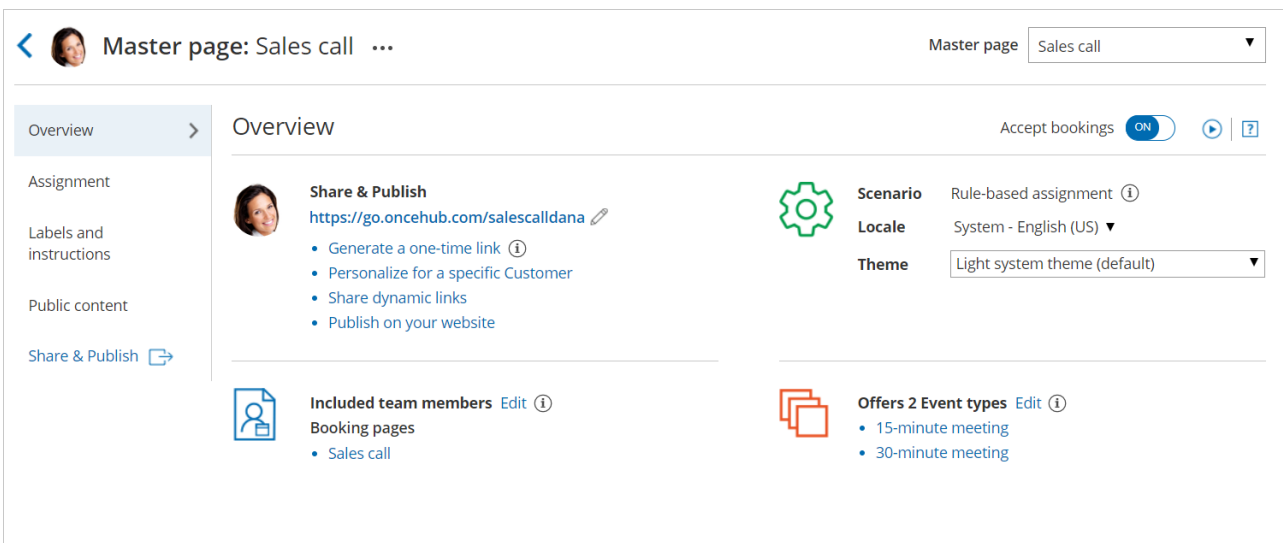 Master page: Sales call ...
Master page Sales call
Overview
Assignment
Labels and
instructions
Public content
Share & Publish
Overview
Accept bookings ON
?
Share & Publish
https://go.oncehub.com/salescalldana
Generate a one-time link i
Personalize for a specific Customer
Share dynamic links
Publish on your website
Scenario Rule-based assignment i
Locale System - English (US)
Theme Light system theme (default)
Included team members Edit i
Booking pages
Sales call
Offers 2 Event types Edit i
15-minute meeting
30-minute meeting